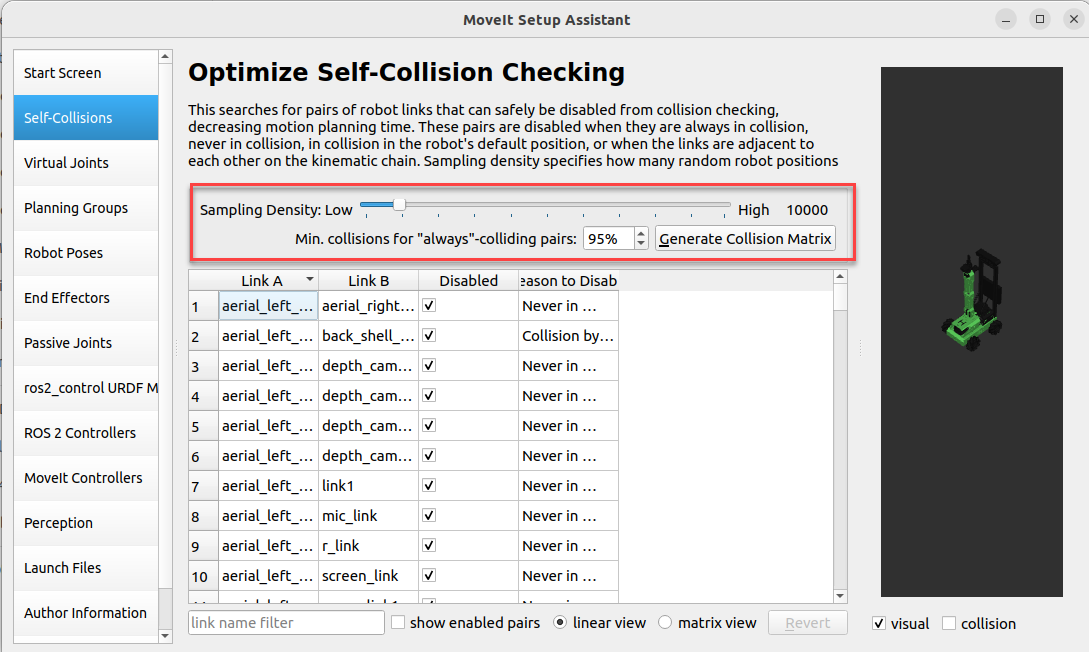 MoveIt Setup Assistant
Start Screen
Self-Collisions
Virtual Joints
Planning Groups
Robot Poses
End Effectors
Passive Joints
ros2_control URDF M
ROS 2 Controllers
MoveIt Controllers
Perception
Launch Files
Author Information
Optimize Self-Collision Checking
This searches for pairs of robot links that can safely be disabled from collision checking,
decreasing motion planning time. These pairs are disabled when they are always in collision,
never in collision, in collision in the robot's default position, or when the links are adjacent to
each other on the kinematic chain. Sampling density specifies how many random robot positions
Sampling Density: Low High 10000
Min. collisions for "always"-colliding pairs: 95% Generate Collision Matrix
Link A Link B Disabled eason to Disab
1 aerial_left_... aerial_right... Never in ...
2 aerial_left_... back_shell_... Collision by...
3 aerial_left_... depth_cam... Never in ...
4 aerial_left_... depth_cam... Never in ...
5 aerial_left_... depth_cam... Never in ...
6 aerial_left_... depth_cam... Never in ...
7 aerial_left_... link1 Never in ...
8 aerial_left_... mic_link Never in ...
9 aerial_left_... r_link Never in ...
10 aerial_left_... screen_link Never in ...
link name filter show enabled pairs linear view matrix view Revert
visual collision